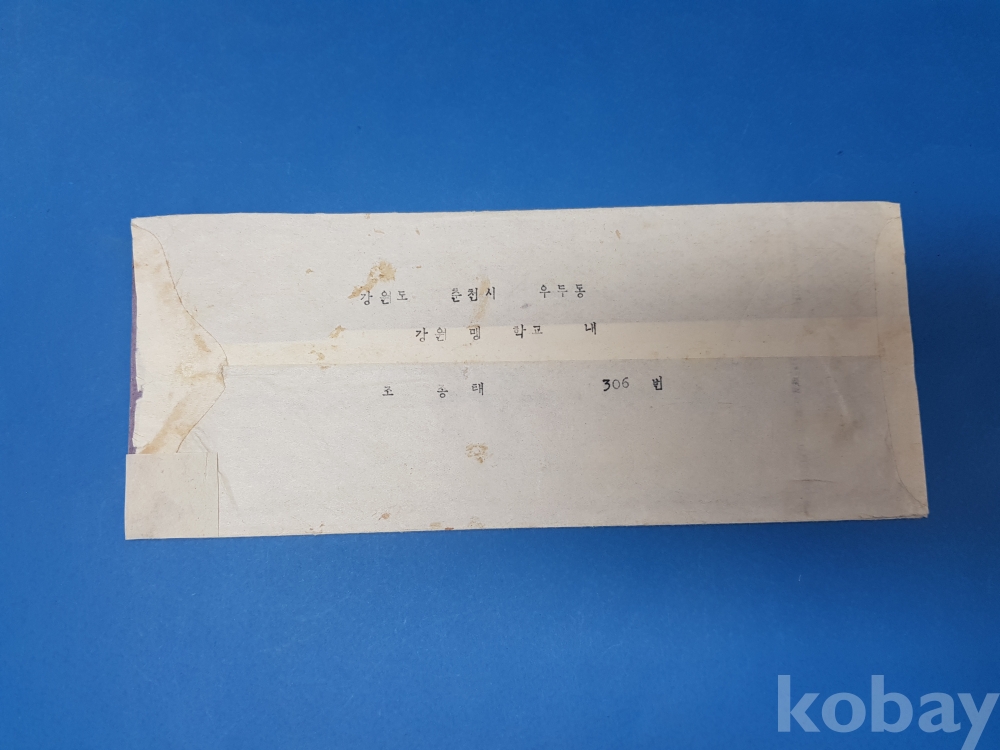 강원도 춘천시 우두동
강원 맹 학교 내
조 종 태 306 번
kobay